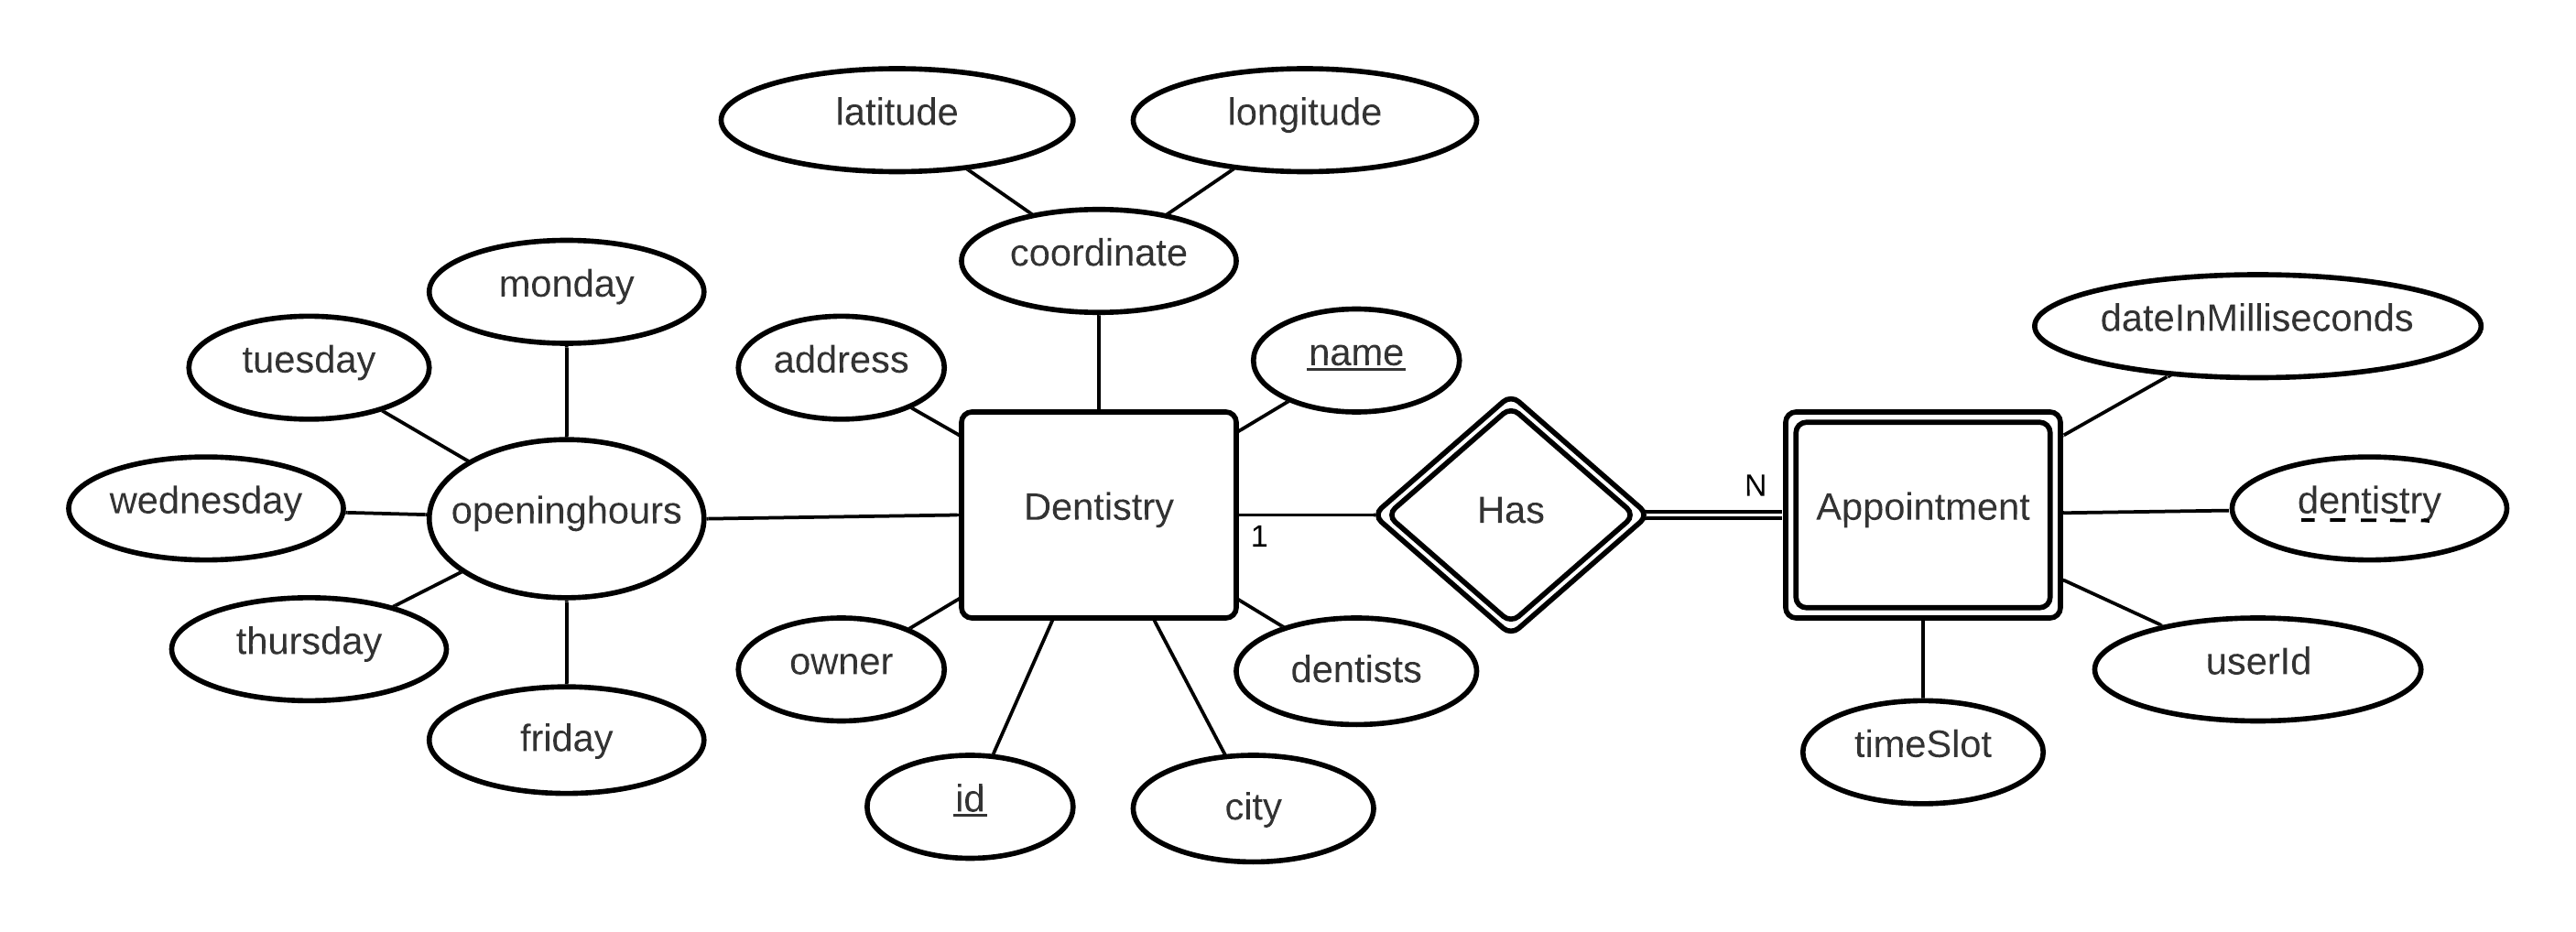 latitude
longitude
coordinate
monday
dateInMilliseconds
tuesday
address
name
wednesday
openinghours
Dentistry
1
Has
N
Appointment
dentistry
thursday
owner
dentists
userId
friday
timeSlot
id
city